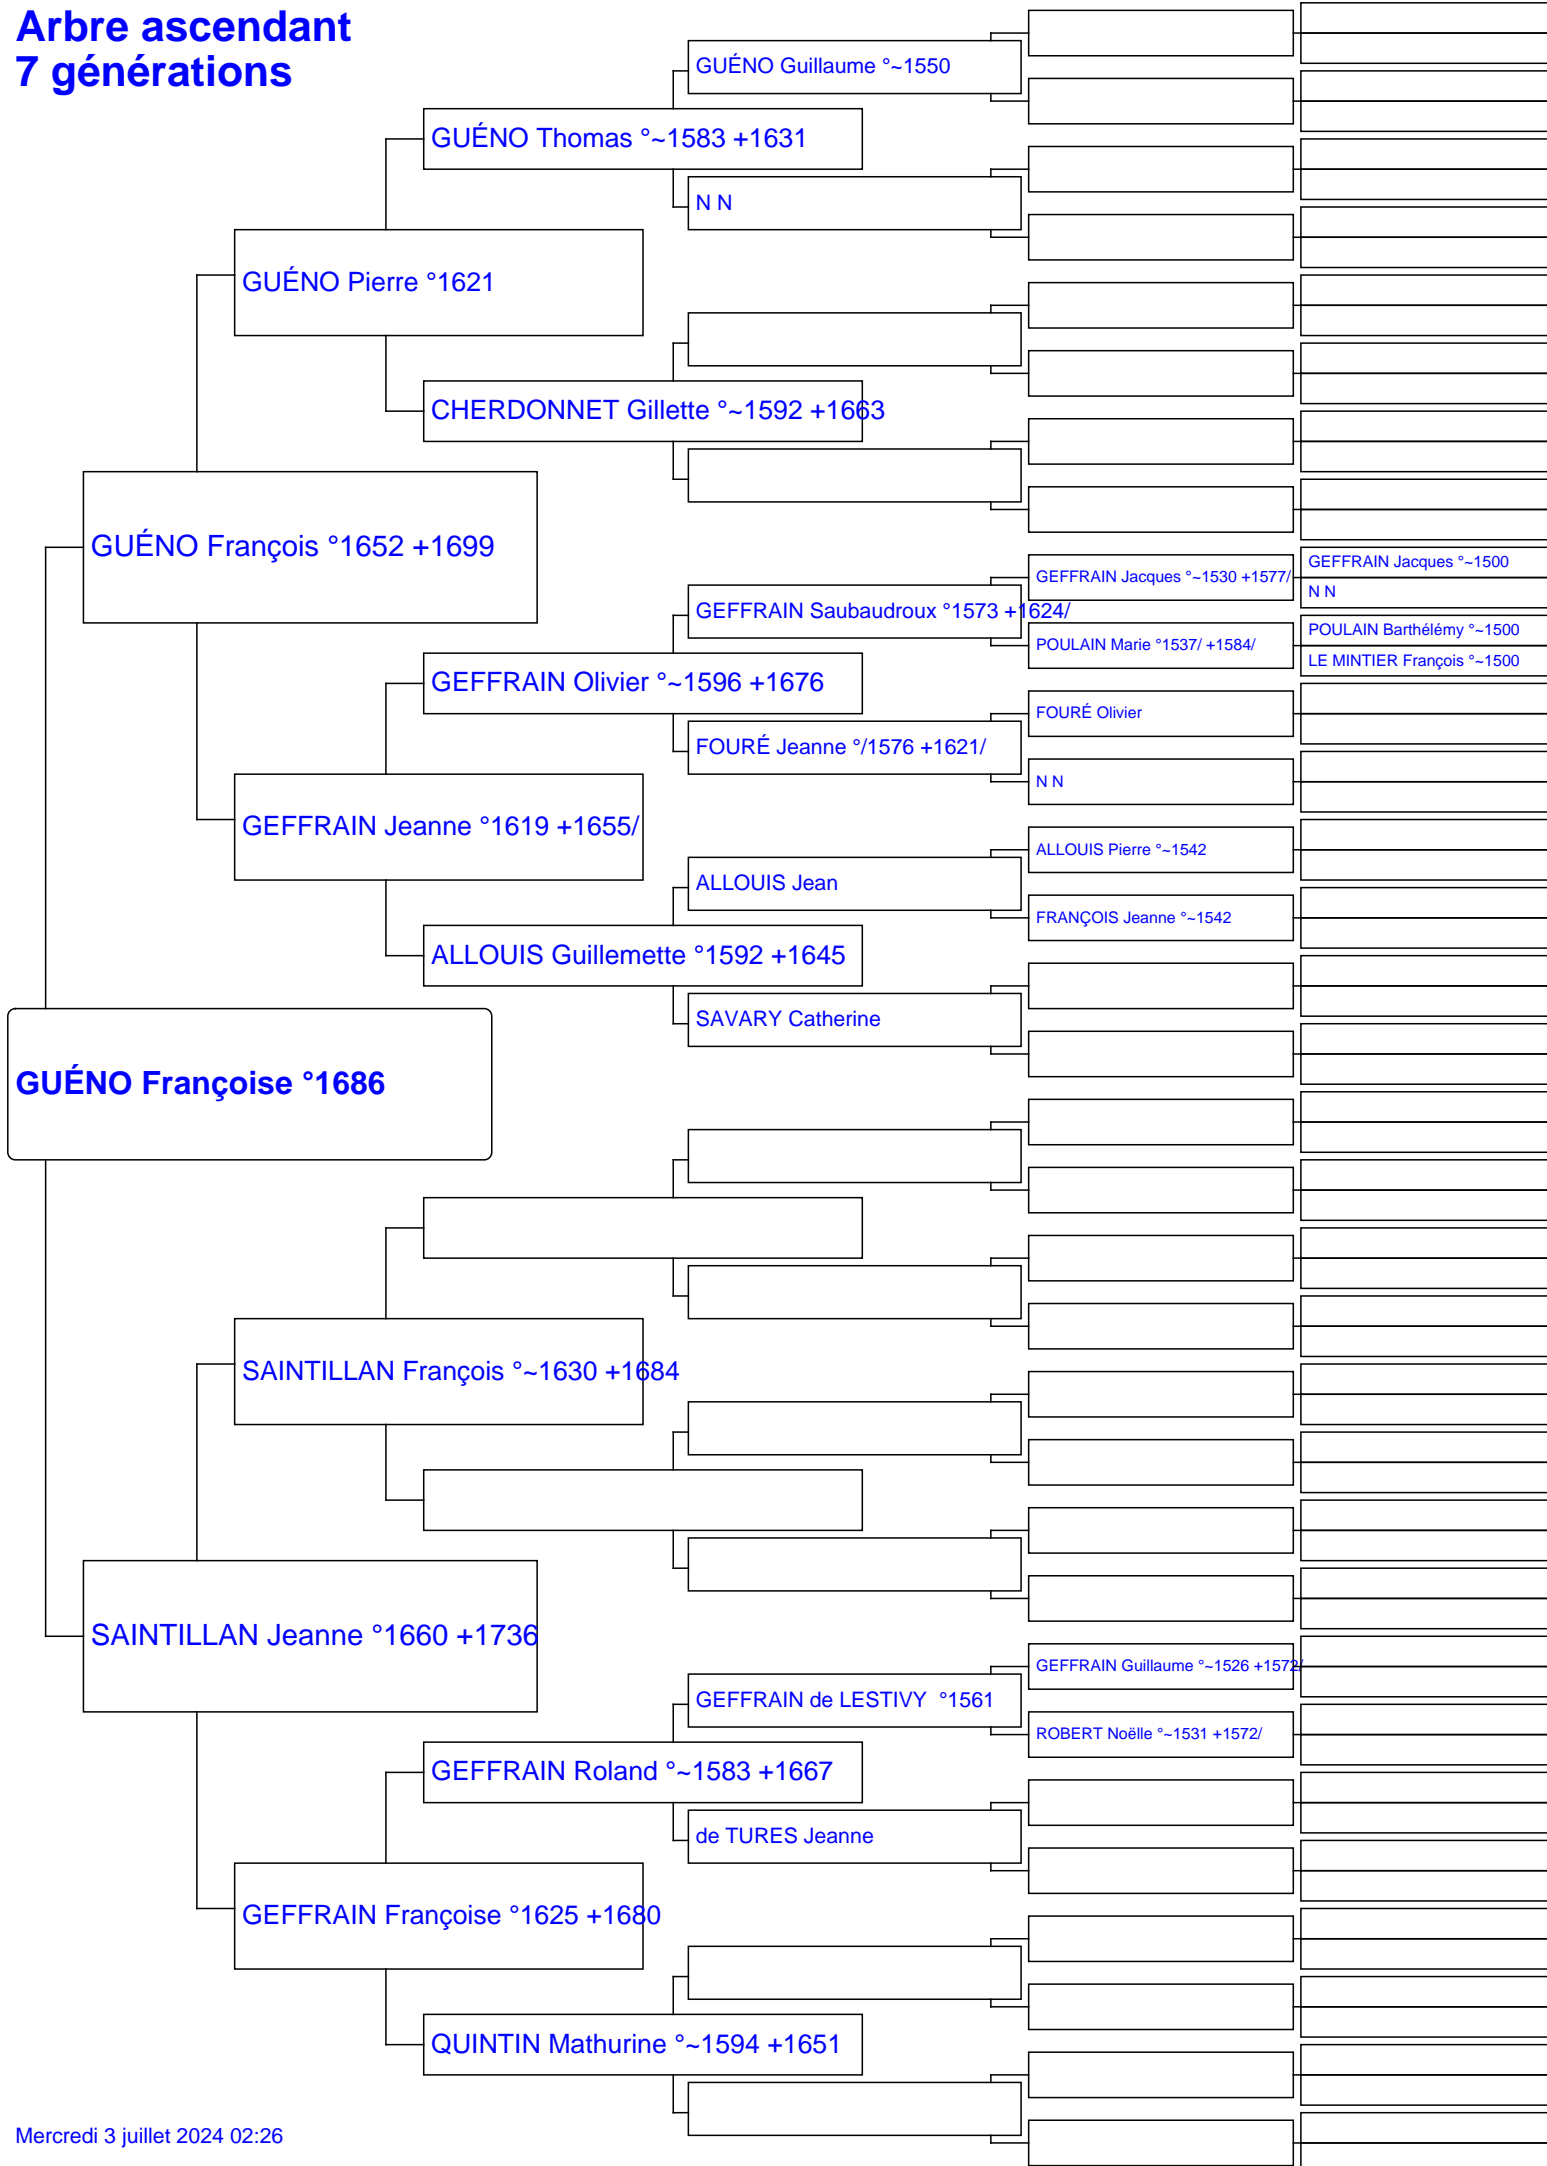 Arbre ascendant
7 générations
GUÉNO Guillaume °~1550
GUÉNO Thomas °~1583 +1631
N N
GUÉNO Pierre °1621
CHERDONNET Gillette °~1592 +1663
GUÉNO François °1652 +1699
GEFFRAIN Jacques °~1500
GEFFRAIN Jacques °~1530 +1577/
N N
GEFFRAIN Saubaudroux °1573 +1624/
POULAIN Barthélémy °~1500
POULAIN Marie °1537/ +1584/
LE MINTIER François °~1500
GEFFRAIN Olivier °~1596 +1676
FOURÉ Olivier
FOURÉ Jeanne °/1576 +1621/
N N
GEFFRAIN Jeanne °1619 +1655/
ALLOUIS Pierre °~1542
ALLOUIS Jean
FRANÇOIS Jeanne °~1542
ALLOUIS Guillemette °1592 +1645
SAVARY Catherine
GUÉNO Françoise °1686
SAINTILLAN François °~1630 +1684
SAINTILLAN Jeanne °1660 +1736
GEFFRAIN Guillaume °~1526 +1572/
GEFFRAIN de LESTIVY °1561
ROBERT Noëlle °~1531 +1572/
GEFFRAIN Roland °~1583 +1667
de TURES Jeanne
GEFFRAIN Françoise °1625 +1680
QUINTIN Mathurine °~1594 +1651
Mercredi 3 juillet 2024 02:26